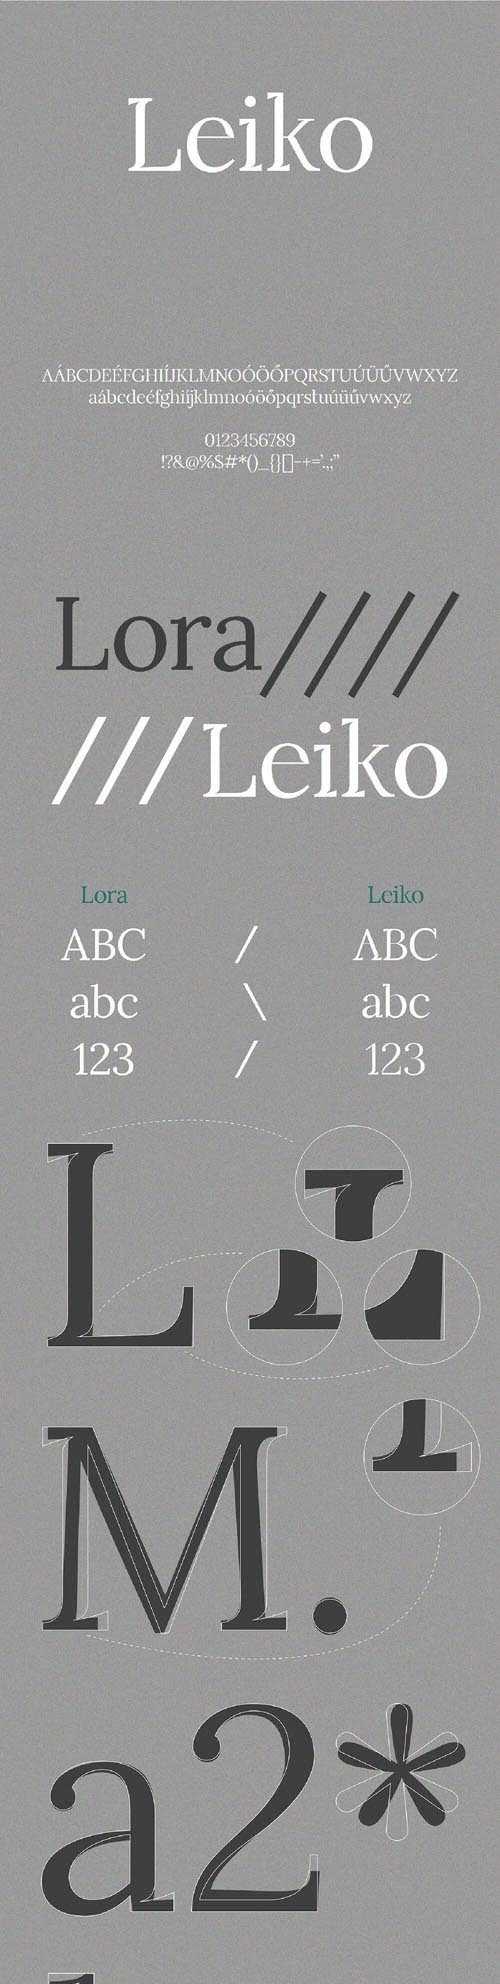 Leiko
AÁBCDEÉFGHIÍJKLMNOÓÖŐPQRSTUÚÜŰVWXYZ
aábcdeéfghiíjklmnoóöőpqrstuúüűvwxyz
0123456789
!?&@%$#*()_{}[]-+='.,;"
Lora////
///Leiko
Lora Leiko
ABC / ABC
abc \ abc
123 / 123
L
M.
a2*